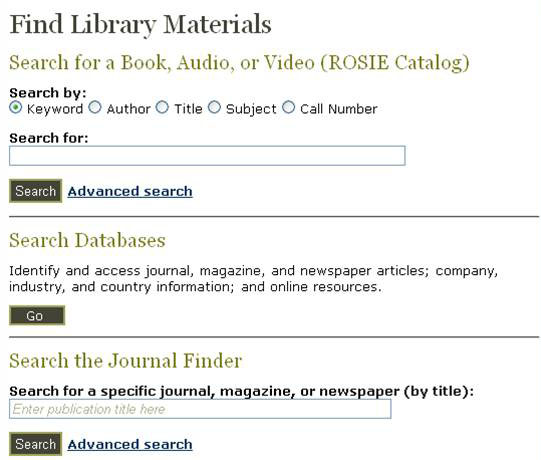 Find Library Materials
Search for a Book, Audio, or Video (ROSIE Catalog)
Search by:
Keyword Author Title Subject Call Number
Search for:
Search Advanced search
Search Databases
Identify and access journal, magazine, and newspaper articles; company,
industry, and country information; and online resources.
Go
Search the Journal Finder
Search for a specific journal, magazine, or newspaper (by title):
Enter publication title here
Search Advanced search